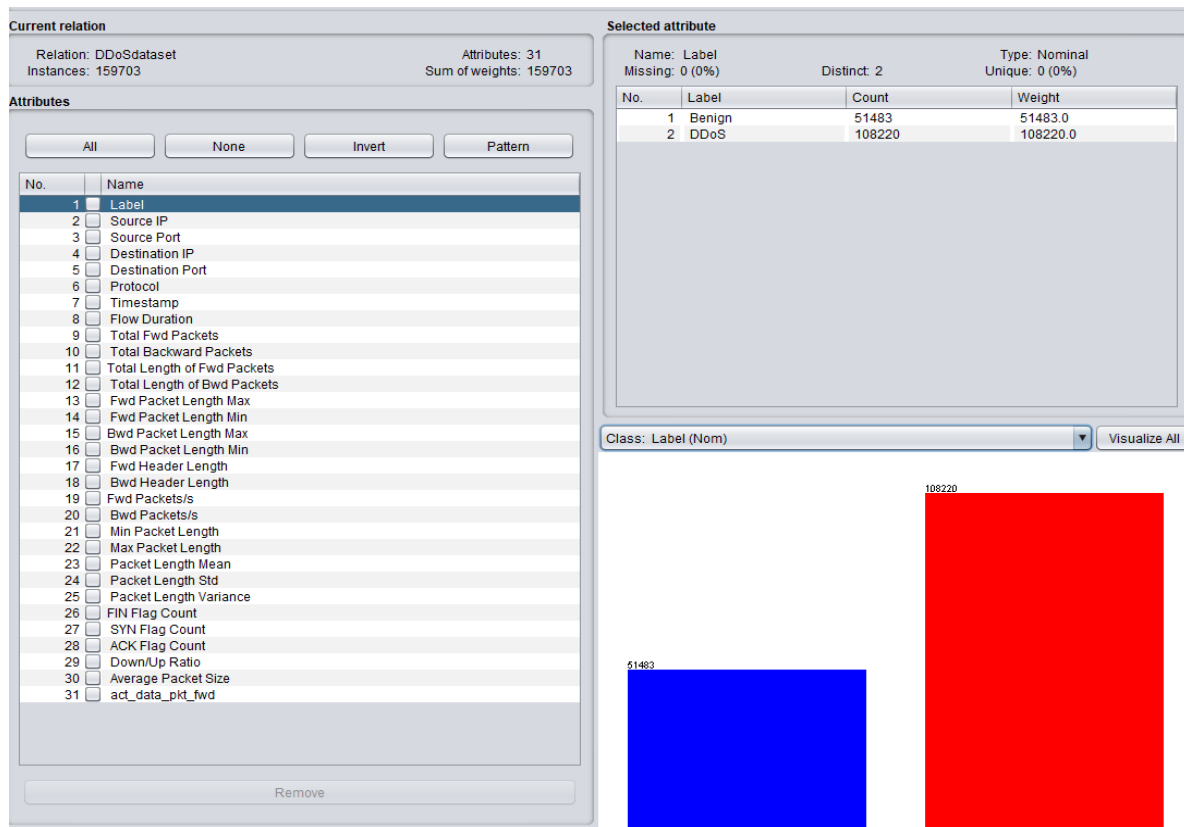 Current relation
Relation: DDoSdataset Attributes: 31
Instances: 159703 Sum of weights: 159703
Attributes
All None Invert Pattern
No. Name
1 Label
2 Source IP
3 Source Port
4 Destination IP
5 Destination Port
6 Protocol
7 Timestamp
8 Flow Duration
9 Total Fwd Packets
10 Total Backward Packets
11 Total Length of Fwd Packets
12 Total Length of Bwd Packets
13 Fwd Packet Length Max
14 Fwd Packet Length Min
15 Bwd Packet Length Max
16 Bwd Packet Length Min
17 Fwd Header Length
18 Bwd Header Length
19 Fwd Packets/s
20 Bwd Packets/s
21 Min Packet Length
22 Max Packet Length
23 Packet Length Mean
24 Packet Length Std
25 Packet Length Variance
26 FIN Flag Count
27 SYN Flag Count
28 ACK Flag Count
29 Down/Up Ratio
30 Average Packet Size
31 act_data_pkt_fwd
Remove
Selected attribute
Name: Label Type: Nominal
Missing: 0 (0%) Distinct: 2 Unique: 0 (0%)
No. Label Count Weight
1 Benign 51483 51483.0
2 DDoS 108220 108220.0
Class: Label (Nom) Visualize All
108220
51483